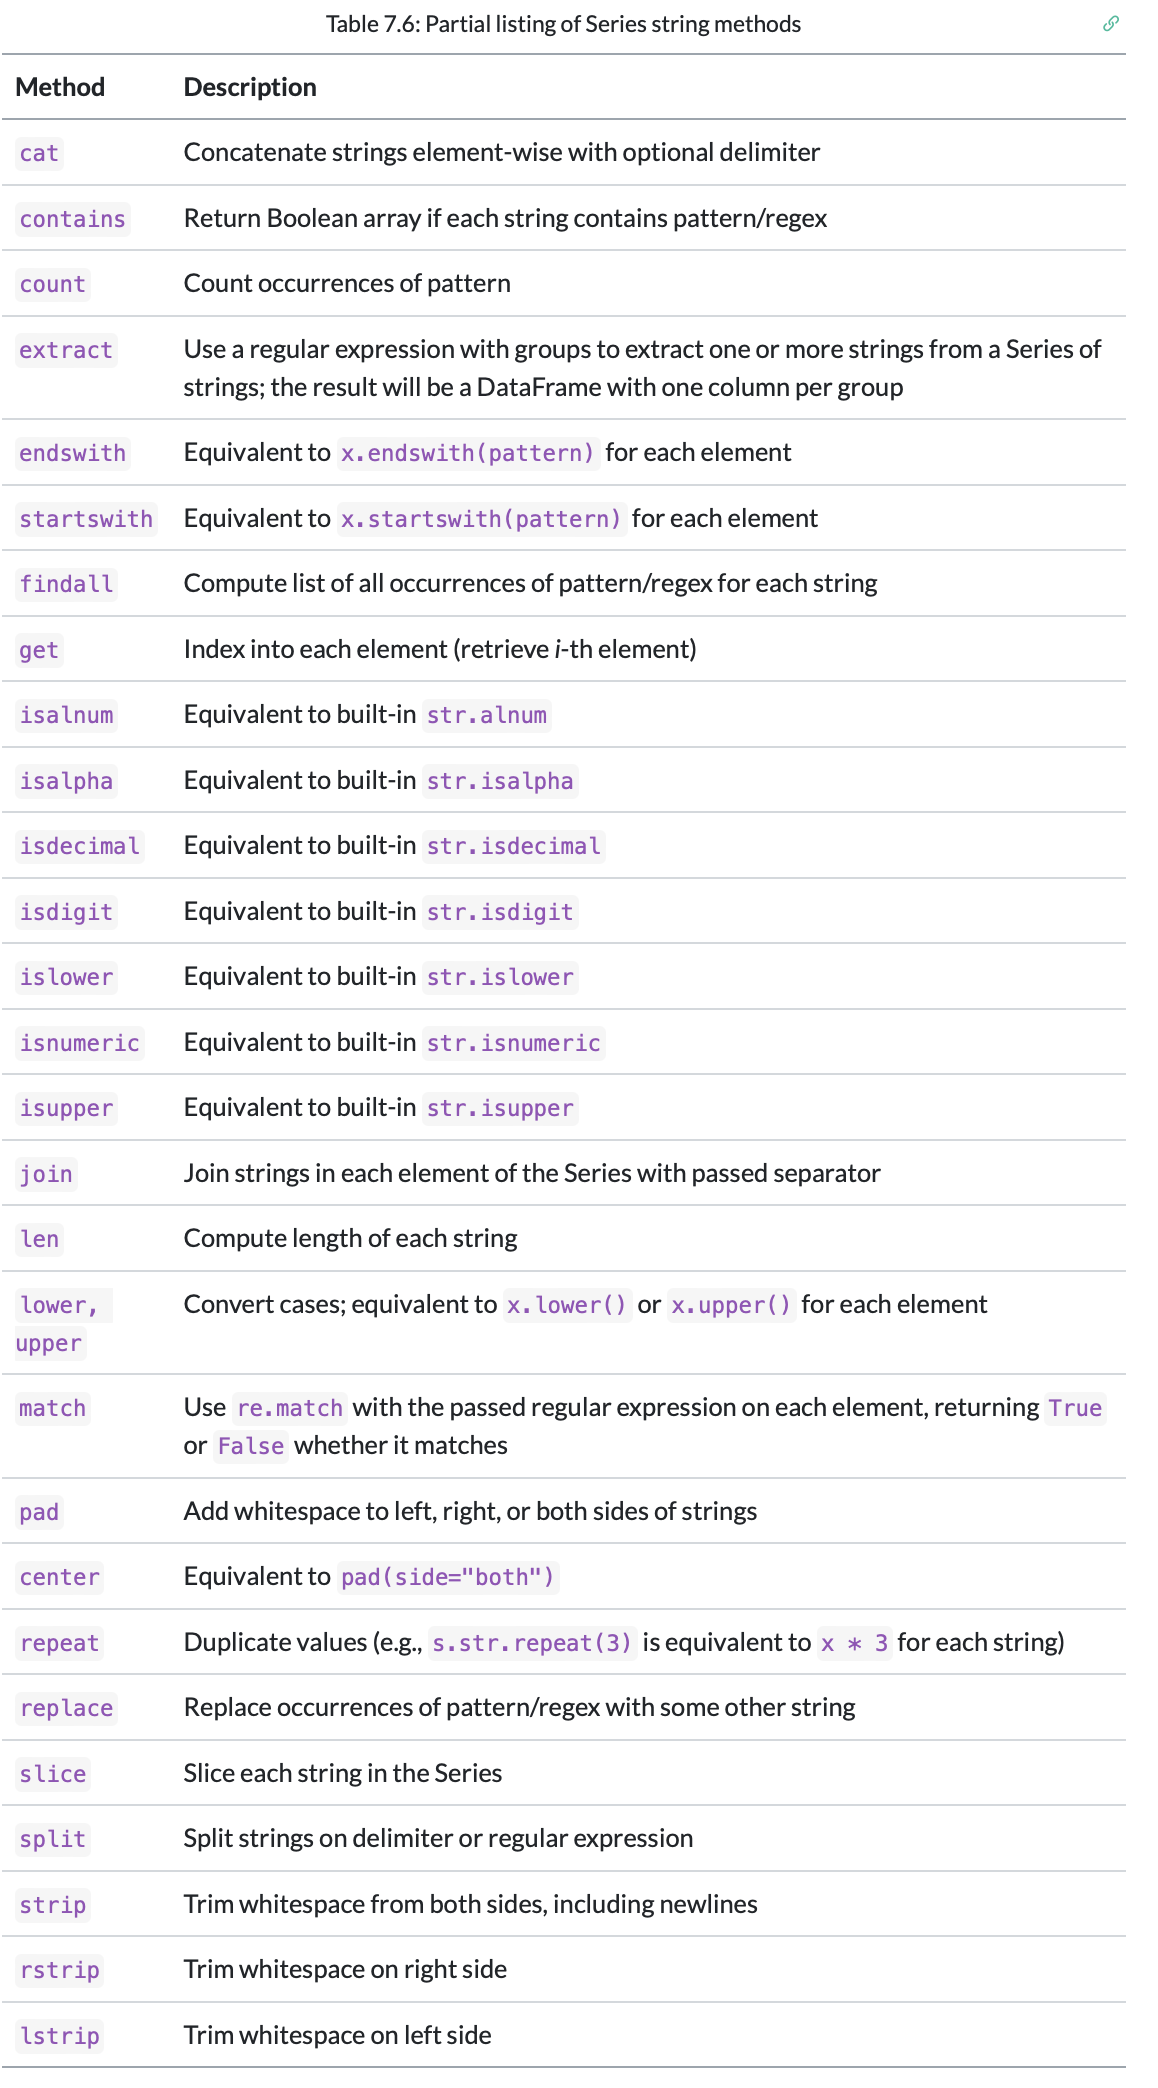 Table 7.6: Partial listing of Series string methods
Method Description
cat Concatenate strings element-wise with optional delimiter
contains Return Boolean array if each string contains pattern/regex
count Count occurrences of pattern
extract Use a regular expression with groups to extract one or more strings from a Series of
strings; the result will be a DataFrame with one column per group
endswith Equivalent to x.endswith(pattern) for each element
startswith Equivalent to x.startswith(pattern) for each element
findall Compute list of all occurrences of pattern/regex for each string
get Index into each element (retrieve i-th element)
isalnum Equivalent to built-in str.alnum
isalpha Equivalent to built-in str.isalpha
isdecimal Equivalent to built-in str.isdecimal
isdigit Equivalent to built-in str.isdigit
islower Equivalent to built-in str.islower
isnumeric Equivalent to built-in str.isnumeric
isupper Equivalent to built-in str.isupper
join Join strings in each element of the Series with passed separator
len Compute length of each string
lower, Convert cases; equivalent to x.lower() or x.upper() for each element
upper
match Use re.match with the passed regular expression on each element, returning True
or False whether it matches
pad Add whitespace to left, right, or both sides of strings
center Equivalent to pad(side="both")
repeat Duplicate values (e.g., s.str.repeat(3) is equivalent to x * 3 for each string)
replace Replace occurrences of pattern/regex with some other string
slice Slice each string in the Series
split Split strings on delimiter or regular expression
strip Trim whitespace from both sides, including newlines
rstrip Trim whitespace on right side
lstrip Trim whitespace on left side